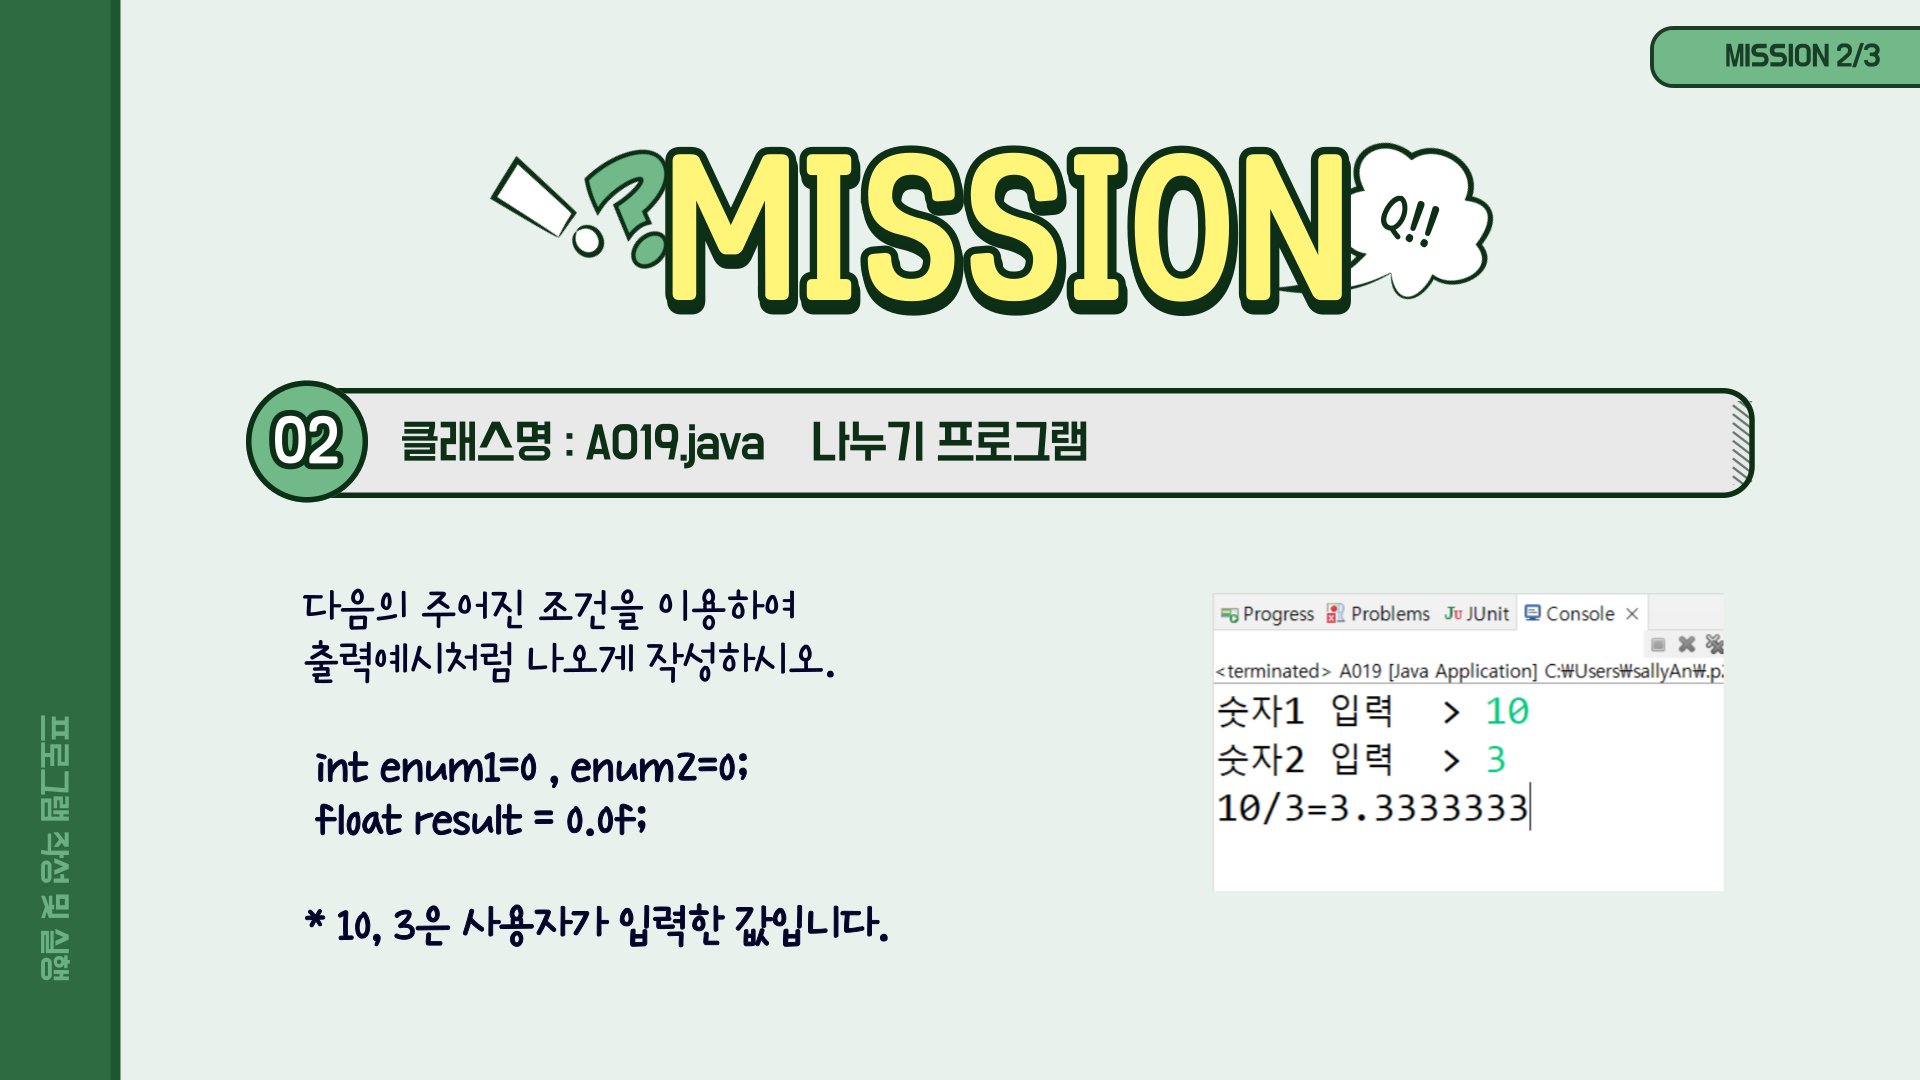 MISSION 2/3
MISSION
Q!!
02
클래스명 : A019.java 나누기 프로그램
다음의 주어진 조건을 이용하여
출력예시처럼 나오게 작성하시오.
int enum1=0 , enum2=0;
float result = 0.0f;
* 10, 3은 사용자가 입력한 값입니다.
Progress Problems JUnit Console
<terminated> A019 [Java Application] C:₩Users₩sallyAn₩.p
숫자1 입력 > 10
숫자2 입력 > 3
10/3=3.3333333
프로그램 작성 및 실행